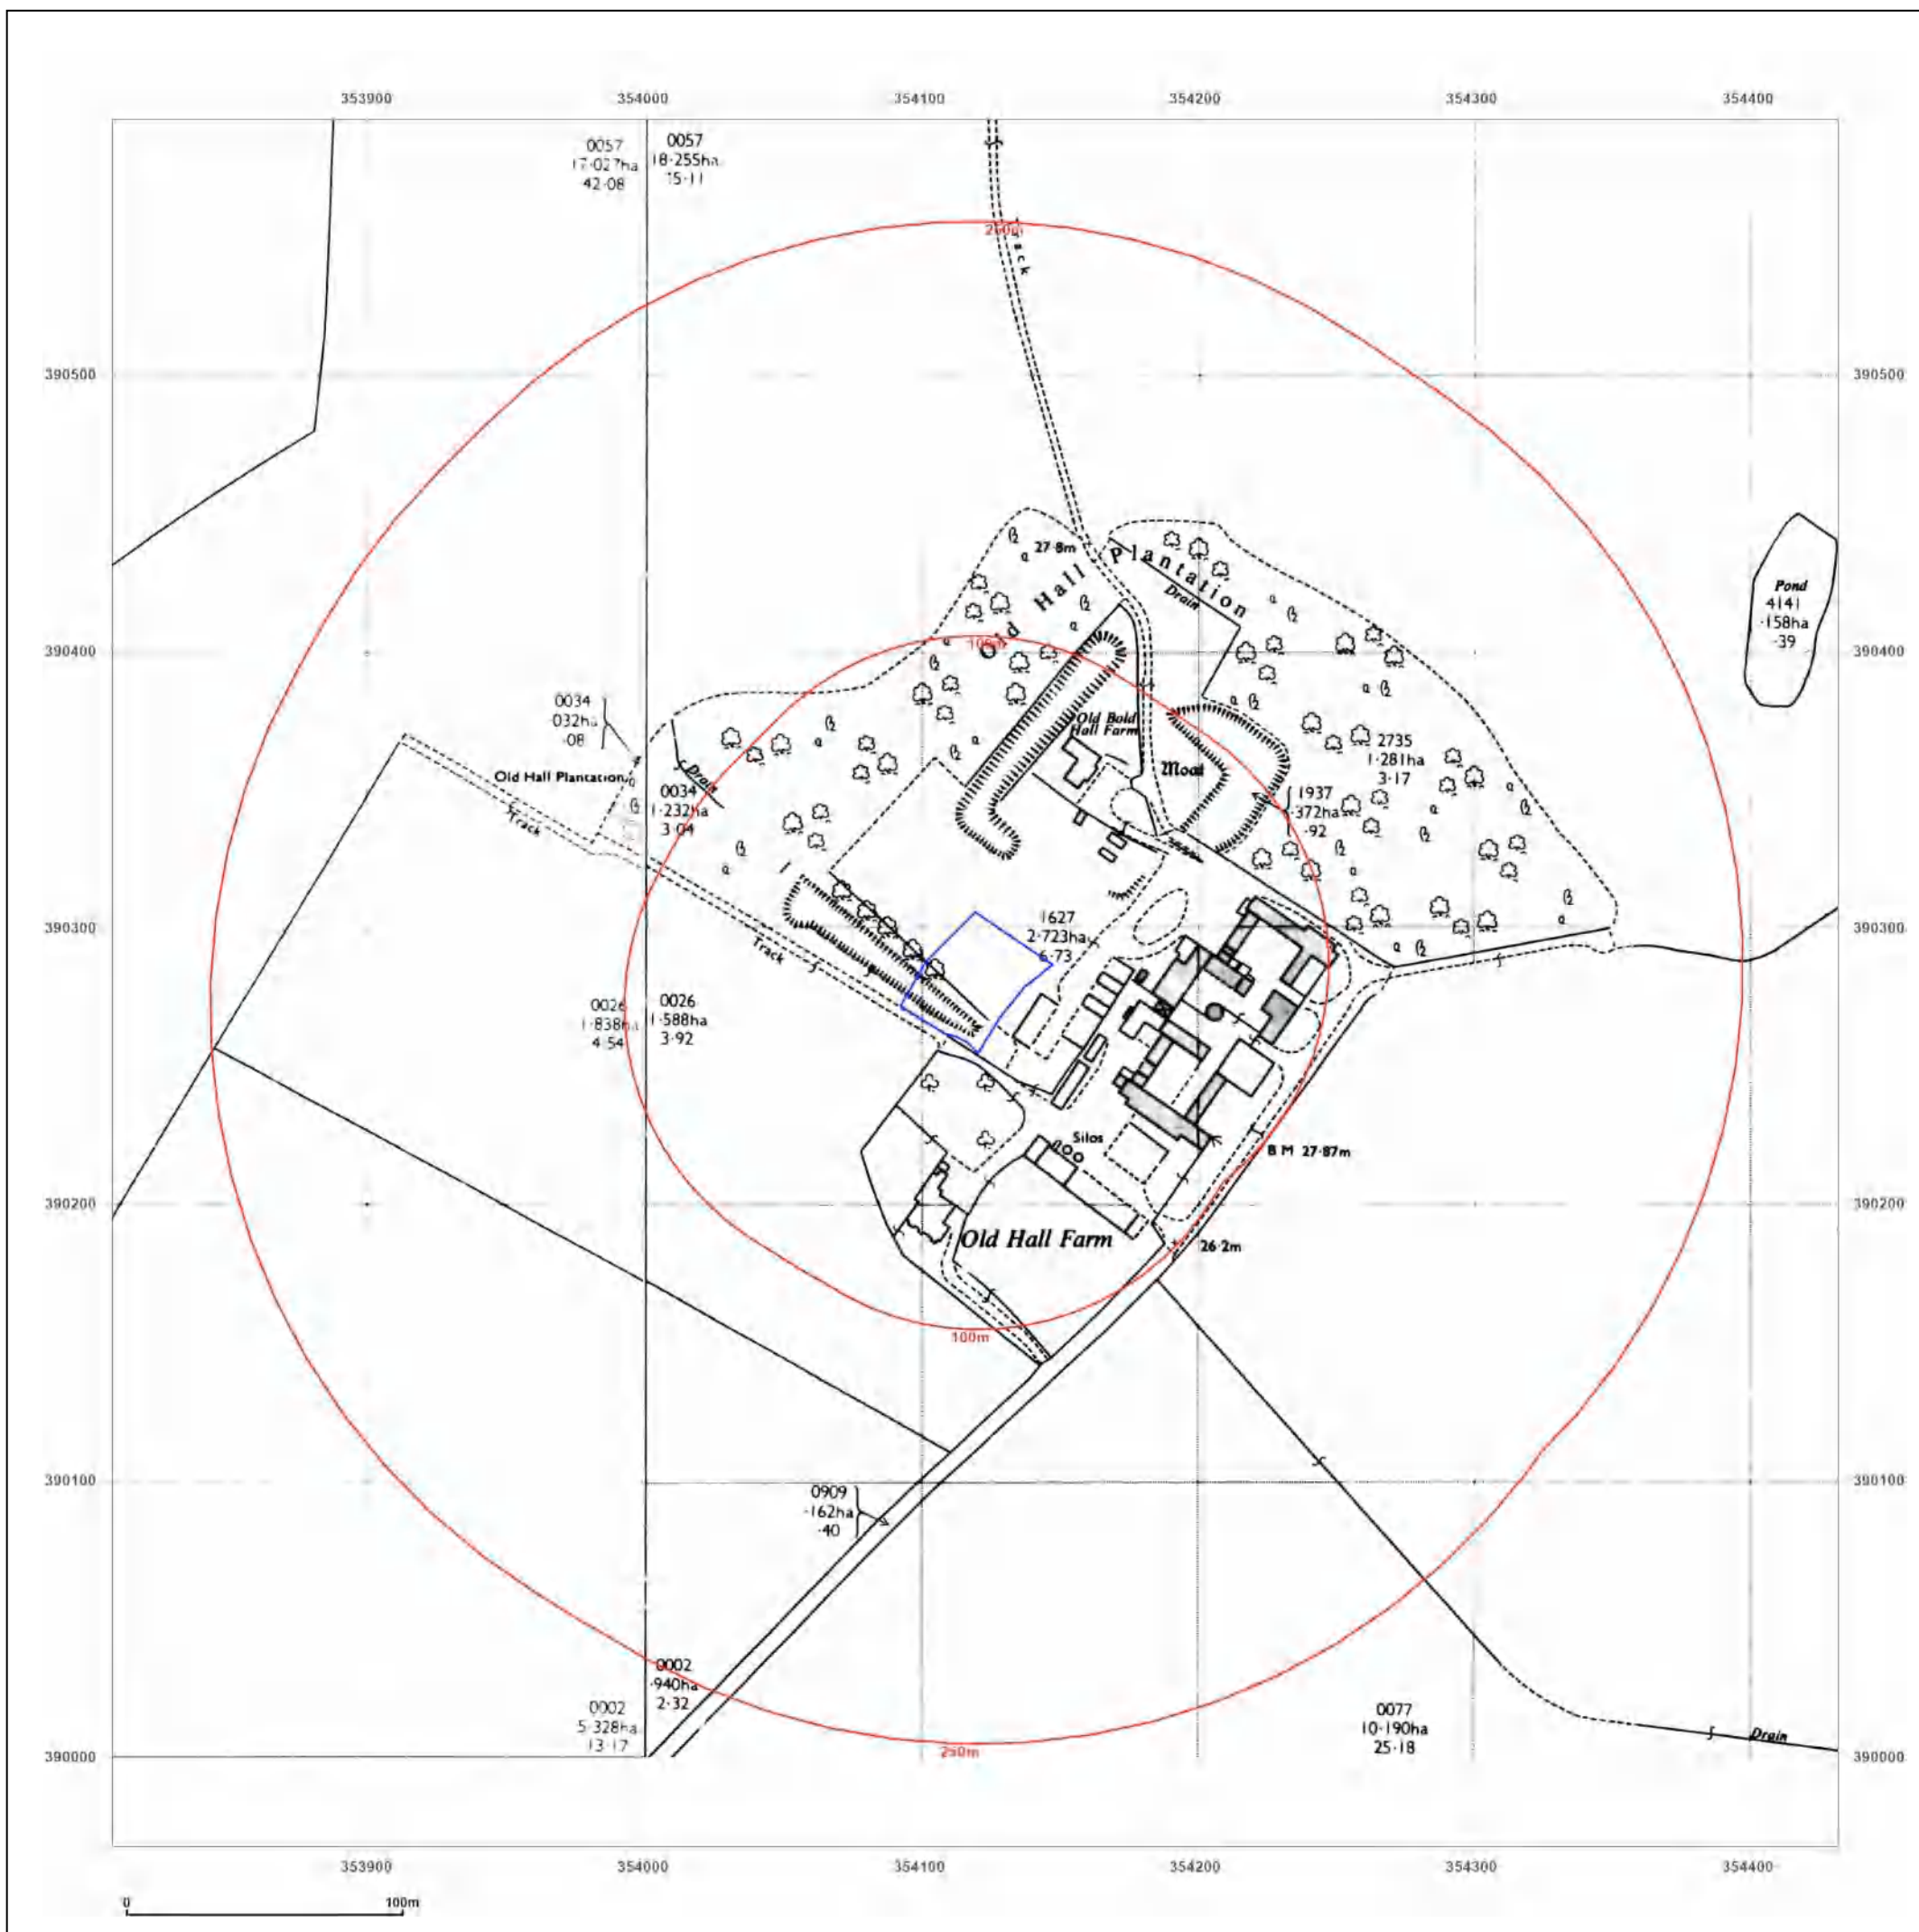 353900 354000 354100 354200 354300 354400
0057
17·027ha
42·08
0057
18·255ha
15·11
250m
390500 390500
27·8m
Old Hall Plantation
Drain
Pond
4141
·158ha
·39
390400 390400
100m
0034
·032ha
·08
Old Bold
Hall Farm
Moat
2735
1·281ha
3·17
Old Hall Plantation
Drain
0034
1·232ha
3·04
1937
·372ha
·92
Track
390300 390300
1627
2·723ha
6·73
Track
0026
1·838ha
4·54
0026
1·588ha
3·92
Silos
B M 27·87m
390200 390200
Old Hall Farm
26·2m
100m
390100 390100
0909
·162ha
·40
0002
·940ha
2·32
0002
5·328ha
13·17
0077
10·190ha
25·18
Drain
390000 390000
250m
353900 354000 354100 354200 354300 354400
0 100m